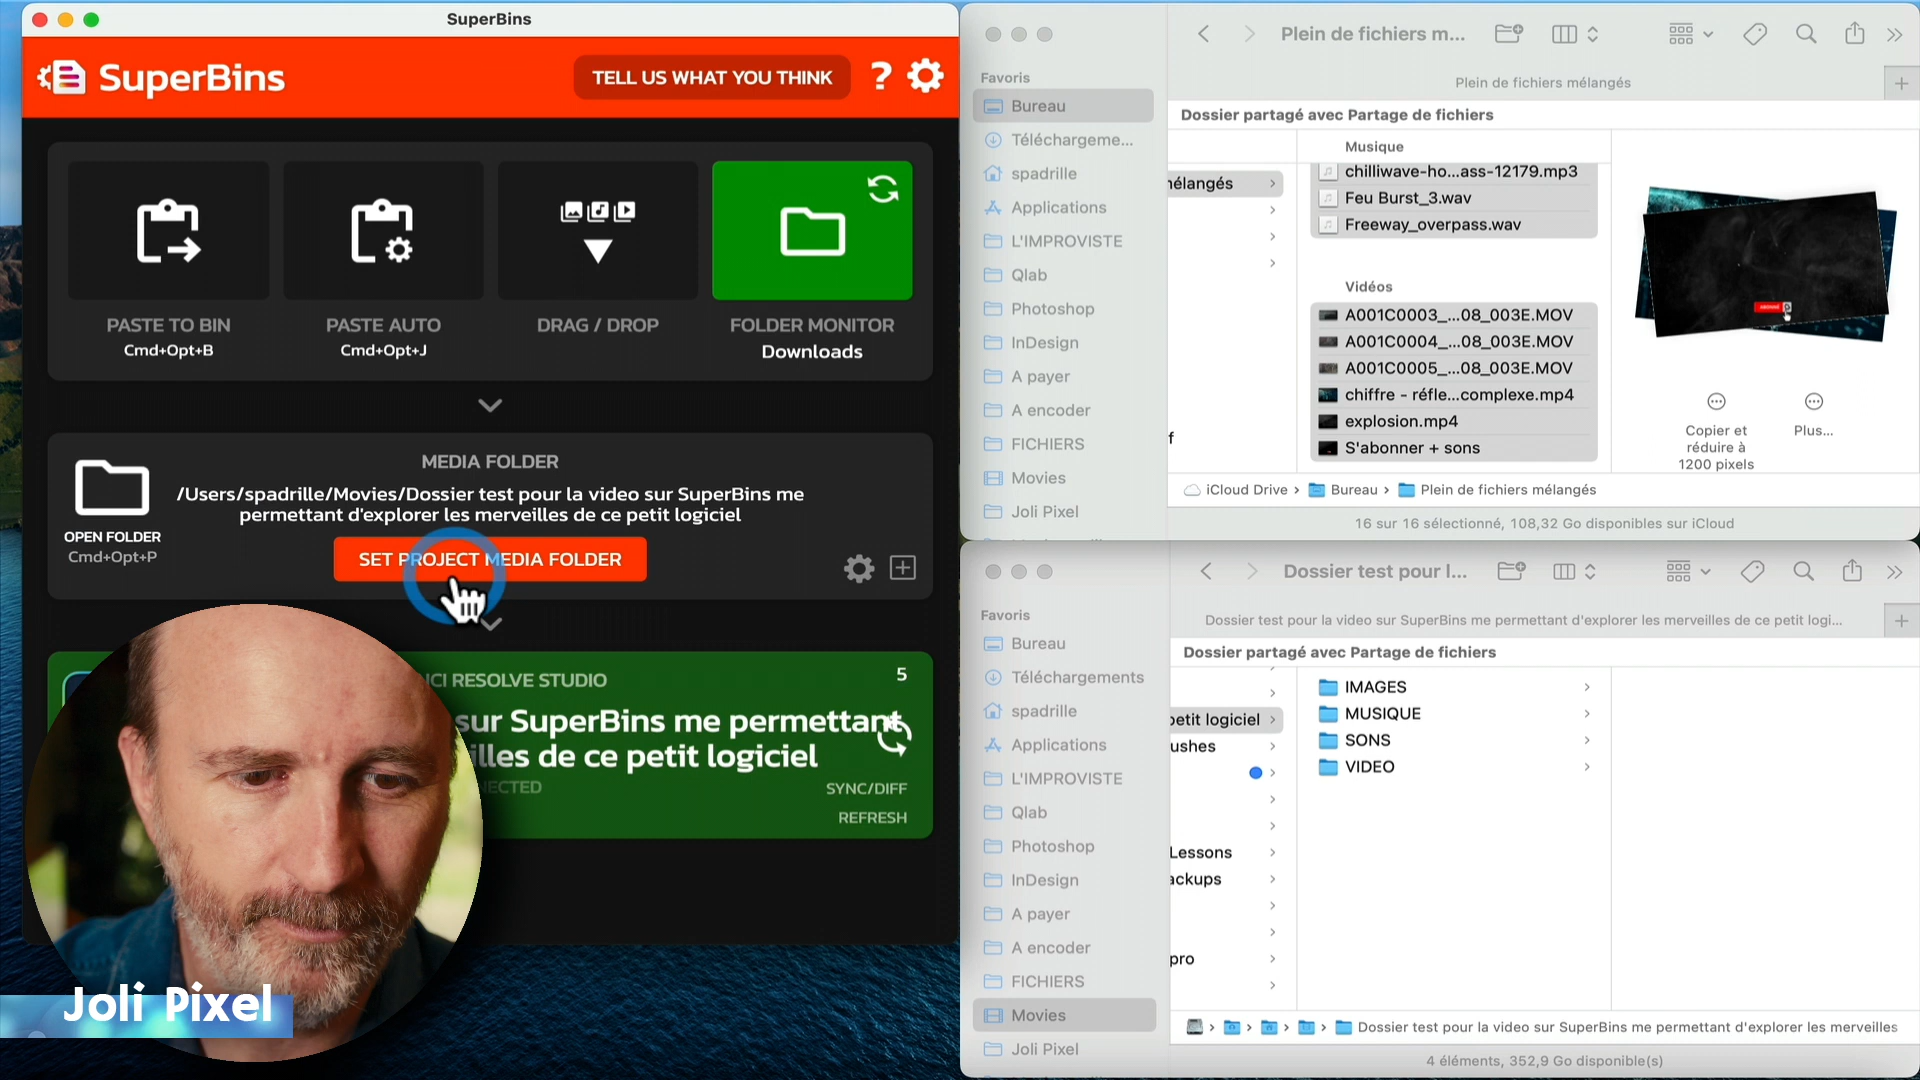 SuperBins
SuperBins
TELL US WHAT YOU THINK
?
PASTE TO BIN
Cmd+Opt+B
PASTE AUTO
Cmd+Opt+J
DRAG / DROP
FOLDER MONITOR
Downloads
MEDIA FOLDER
/Users/spadrille/Movies/Dossier test pour la video sur SuperBins me
permettant d'explorer les merveilles de ce petit logiciel
OPEN FOLDER
Cmd+Opt+P
SET PROJECT MEDIA FOLDER
CI RESOLVE STUDIO
5
sur SuperBins me permettant
illes de ce petit logiciel
ECTED
SYNC/DIFF
REFRESH
Joli Pixel
Plein de fichiers m...
Plein de fichiers mélangés
Dossier partagé avec Partage de fichiers
Favoris
Bureau
Téléchargeme...
spadrille
Applications
L'IMPROVISTE
Qlab
Photoshop
InDesign
A payer
A encoder
FICHIERS
Movies
Joli Pixel
élangés
f
Musique
chilliwave-ho...ass-12179.mp3
Feu Burst_3.wav
Freeway_overpass.wav
Vidéos
A001C0003_...08_003E.MOV
A001C0004_...08_003E.MOV
A001C0005_...08_003E.MOV
chiffre - réfle...complexe.mp4
explosion.mp4
S'abonner + sons
Copier et
réduire à
1200 pixels
Plus...
iCloud Drive › Bureau › Plein de fichiers mélangés
16 sur 16 sélectionné, 108,32 Go disponibles sur iCloud
Dossier test pour l...
Dossier test pour la video sur SuperBins me permettant d'explorer les merveilles de ce petit logi...
Dossier partagé avec Partage de fichiers
Favoris
Bureau
Téléchargements
spadrille
Applications
L'IMPROVISTE
Qlab
Photoshop
InDesign
A payer
A encoder
FICHIERS
Movies
Joli Pixel
petit logiciel
ushes
Lessons
ackups
pro
IMAGES
MUSIQUE
SONS
VIDEO
Dossier test pour la video sur SuperBins me permettant d'explorer les merveilles
4 éléments, 352,9 Go disponible(s)